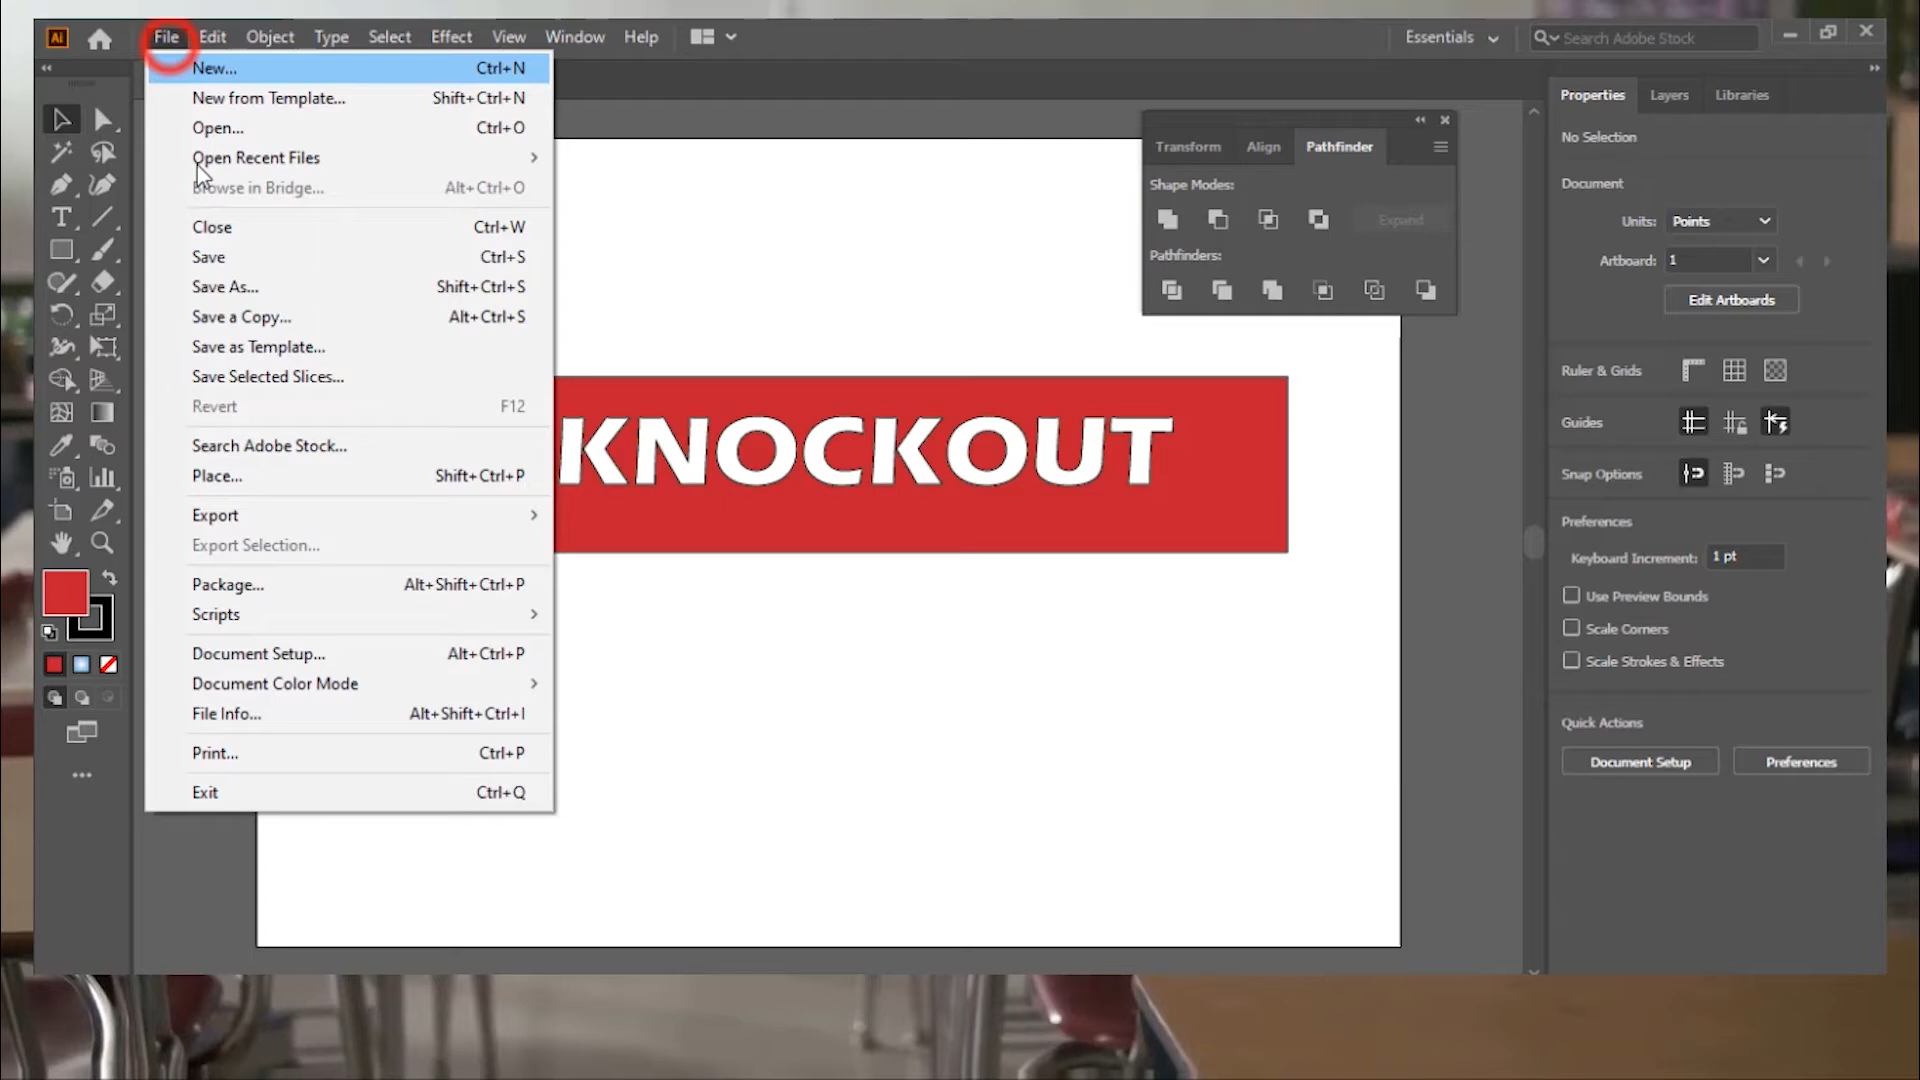 Ai File Edit Object Type Select Effect View Window Help Essentials Search Adobe Stock
New... Ctrl+N
New from Template... Shift+Ctrl+N
Open... Ctrl+O
Open Recent Files
Browse in Bridge... Alt+Ctrl+O
Close Ctrl+W
Save Ctrl+S
Save As... Shift+Ctrl+S
Save a Copy... Alt+Ctrl+S
Save as Template...
Save Selected Slices...
Revert F12
Search Adobe Stock...
Place... Shift+Ctrl+P
Export
Export Selection...
Package... Alt+Shift+Ctrl+P
Scripts
Document Setup... Alt+Ctrl+P
Document Color Mode
File Info... Alt+Shift+Ctrl+I
Print... Ctrl+P
Exit Ctrl+Q
KNOCKOUT
Transform Align Pathfinder
Shape Modes:
Expand
Pathfinders:
Properties Layers Libraries
No Selection
Document
Units: Points
Artboard: 1
Edit Artboards
Ruler & Grids
Guides
Snap Options
Preferences
Keyboard Increment: 1 pt
Use Preview Bounds
Scale Corners
Scale Strokes & Effects
Quick Actions
Document Setup Preferences